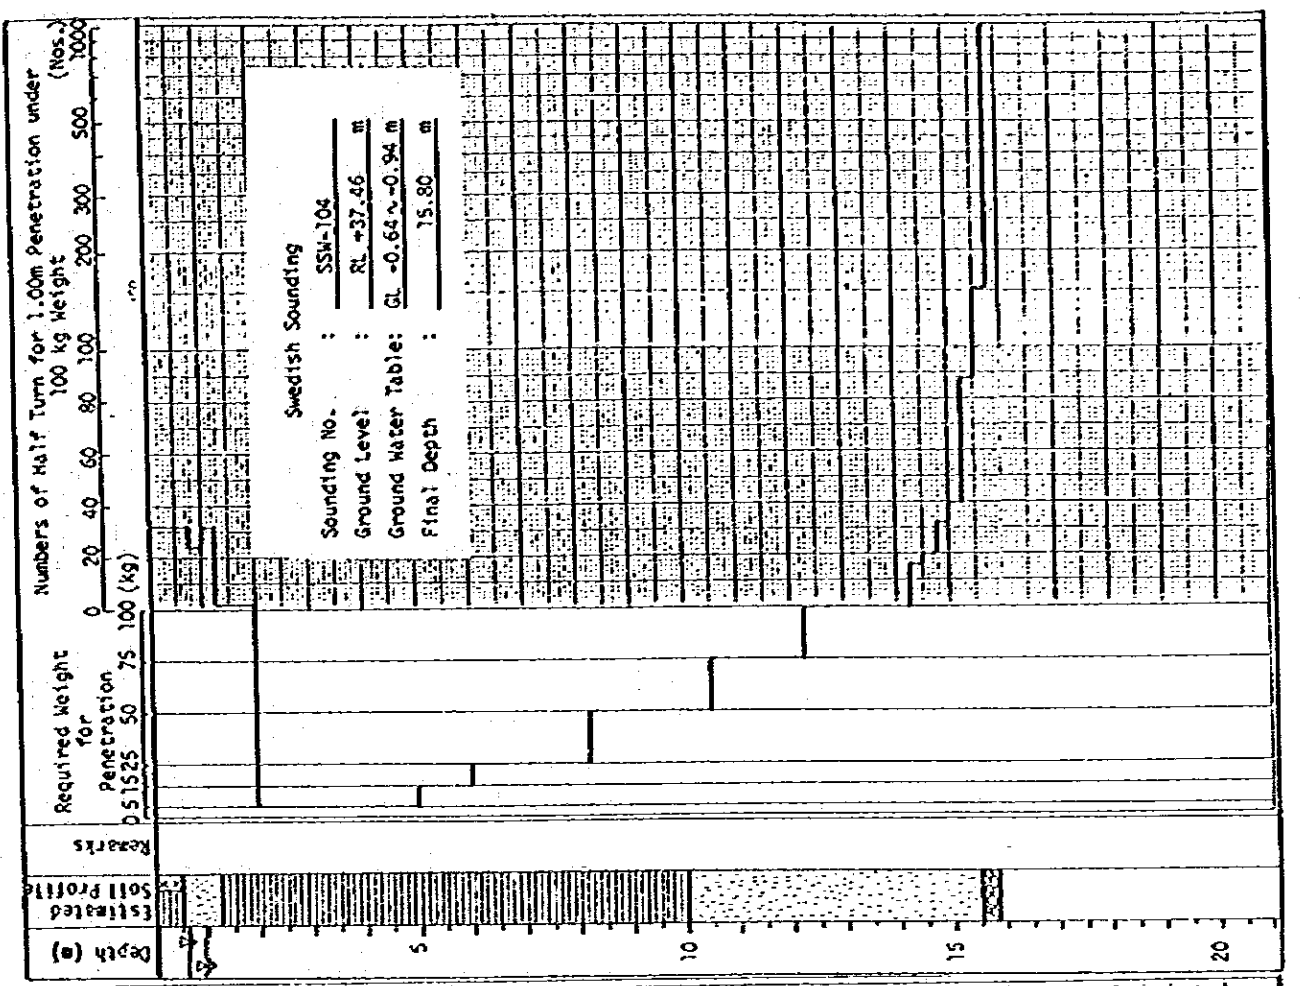 Numbers of Half Turn for 1.00m Penetration under
100 kg Weight (Nos.)
0 20 40 60 80 100 200 300 500 1000
Required Weight
for
Penetration
0 5 15 25 50 75 100 (kg)
Remarks
Estimated
Soil Profile
Depth (m)
Swedish Sounding
Sounding No. : SSW-104
Ground Level : RL +37.46 m
Ground Water Table: GL -0.64 ~ -0.94 m
Final Depth : 15.80 m
5
10
15
20